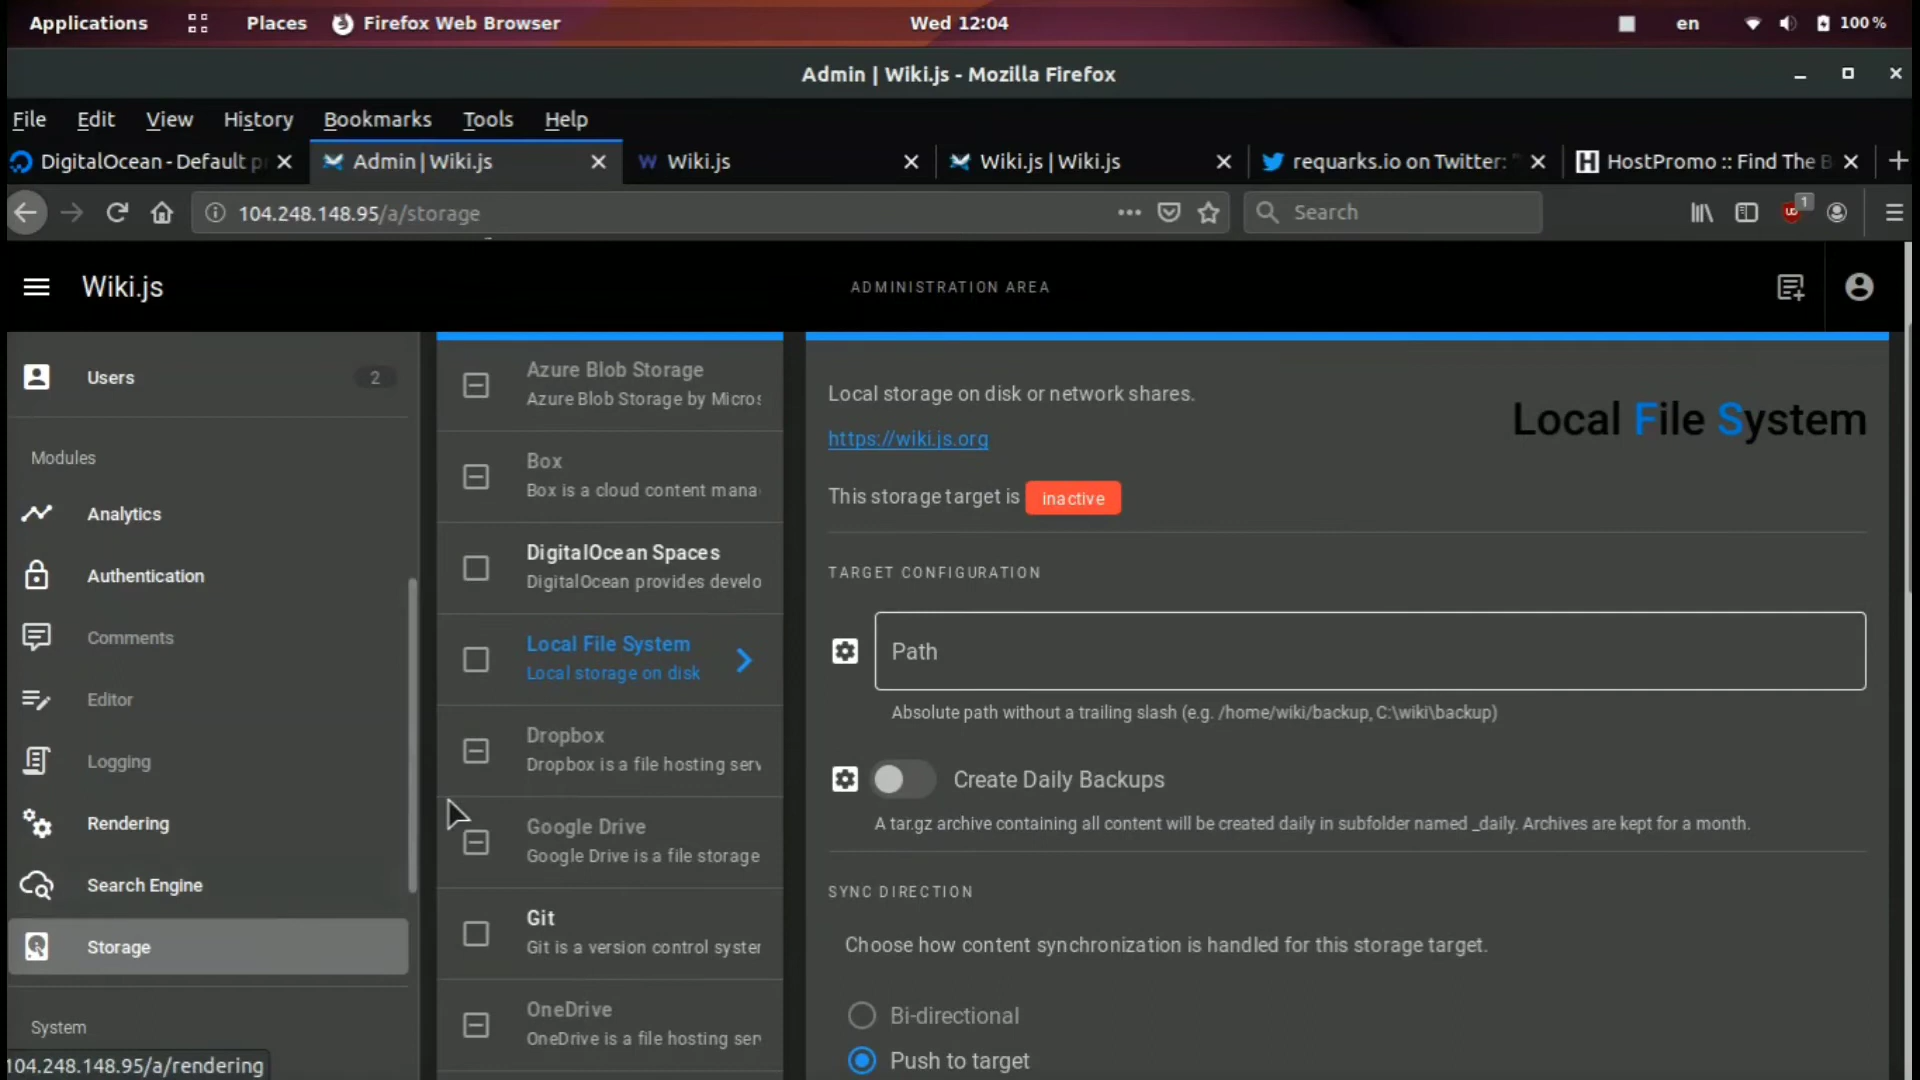 Applications
Places
Firefox Web Browser
Wed 12:04
en
100 %
Admin | Wiki.js - Mozilla Firefox
File
Edit
View
History
Bookmarks
Tools
Help
DigitalOcean - Default p
Admin | Wiki.js
Wiki.js
Wiki.js | Wiki.js
requarks.io on Twitter: "
HostPromo :: Find The B
104.248.148.95/a/storage
Search
1
Wiki.js
ADMINISTRATION AREA
Users
2
Modules
Analytics
Authentication
Comments
Editor
Logging
Rendering
Search Engine
Storage
System
104.248.148.95/a/rendering
Azure Blob Storage
Azure Blob Storage by Micros
Box
Box is a cloud content mana
DigitalOcean Spaces
DigitalOcean provides develo
Local File System
Local storage on disk
Dropbox
Dropbox is a file hosting serv
Google Drive
Google Drive is a file storage
Git
Git is a version control syster
OneDrive
OneDrive is a file hosting ser
Local storage on disk or network shares.
Local File System
https://wiki.js.org
This storage target is inactive
TARGET CONFIGURATION
Path
Absolute path without a trailing slash (e.g. /home/wiki/backup, C:\wiki\backup)
Create Daily Backups
A tar.gz archive containing all content will be created daily in subfolder named _daily. Archives are kept for a month.
SYNC DIRECTION
Choose how content synchronization is handled for this storage target.
Bi-directional
Push to target